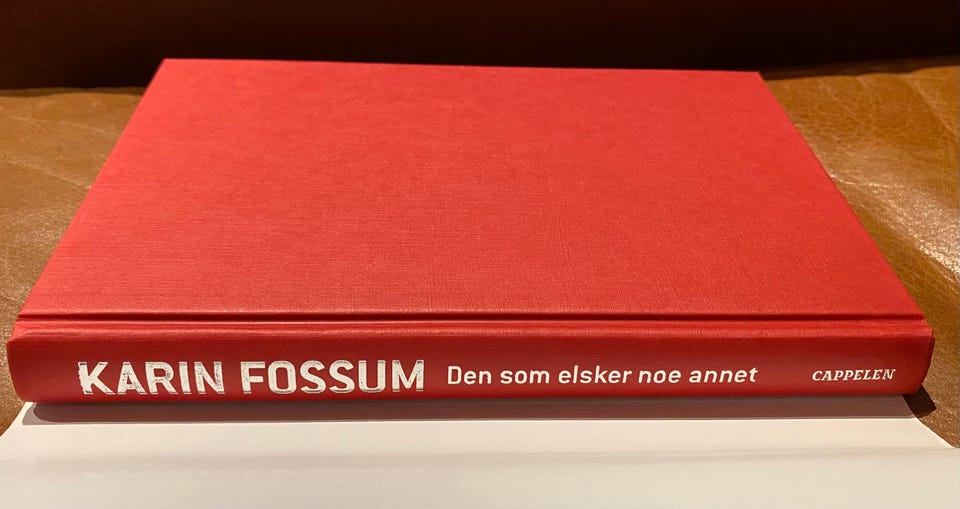 KARIN FOSSUM Den som elsker noe annet CAPPELEN